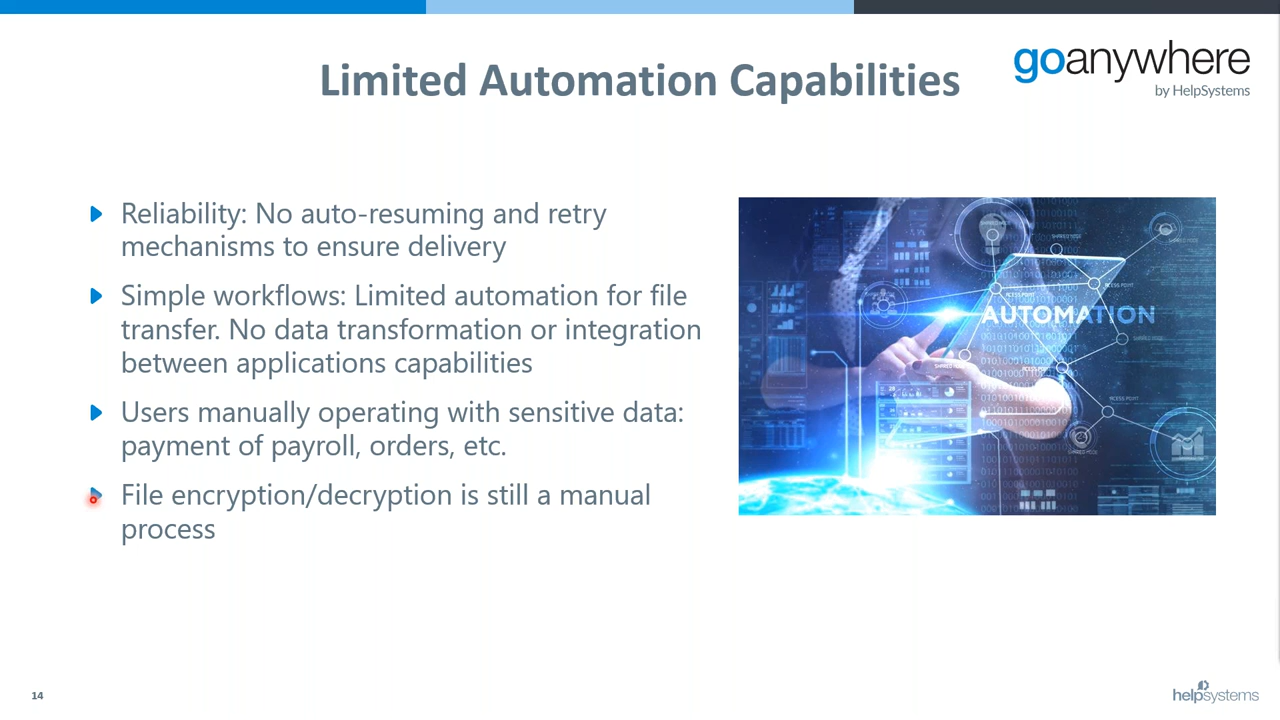 Limited Automation Capabilities
goanywhere
by HelpSystems
Reliability: No auto-resuming and retry
mechanisms to ensure delivery
Simple workflows: Limited automation for file
transfer. No data transformation or integration
between applications capabilities
Users manually operating with sensitive data:
payment of payroll, orders, etc.
File encryption/decryption is still a manual
process
AUTOMATION
14
helpsystems